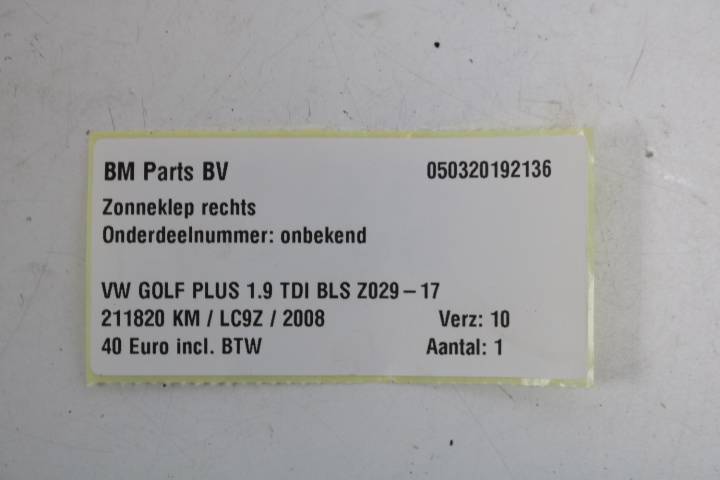 BM Parts BV 050320192136
Zonneklep rechts
Onderdeelnummer: onbekend
VW GOLF PLUS 1.9 TDI BLS Z029-17
211820 KM / LC9Z / 2008 Verz: 10
40 Euro incl. BTW Aantal: 1